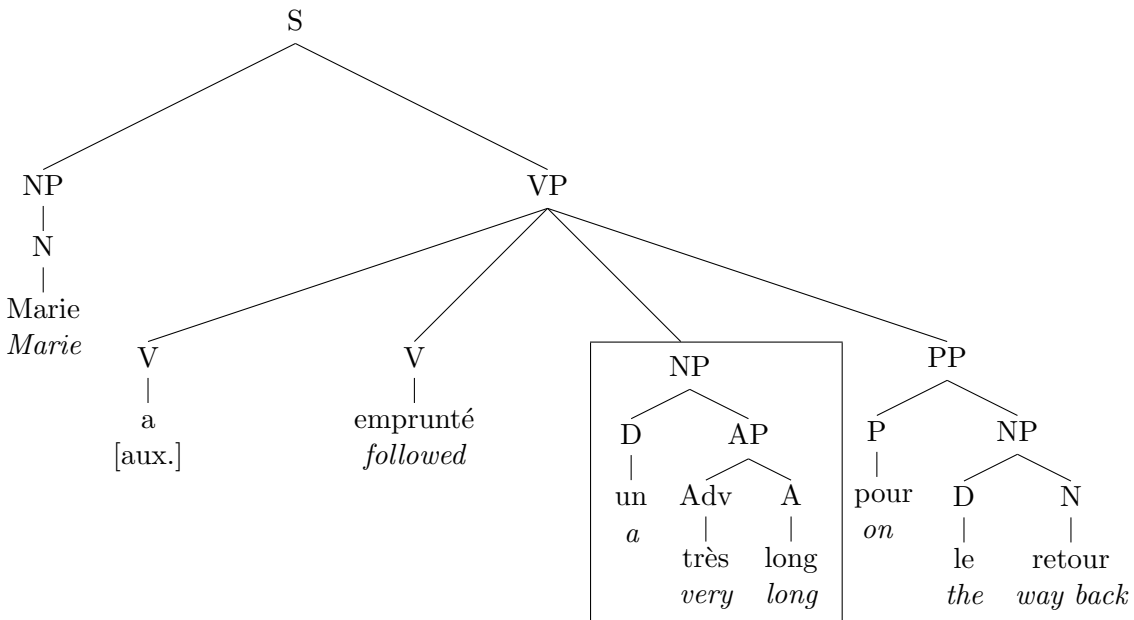 S
NP VP
N
Marie
Marie
V V NP PP
a emprunté D AP P NP
[aux.] followed
un Adv A pour D N
a on
très long le retour
very long the way back